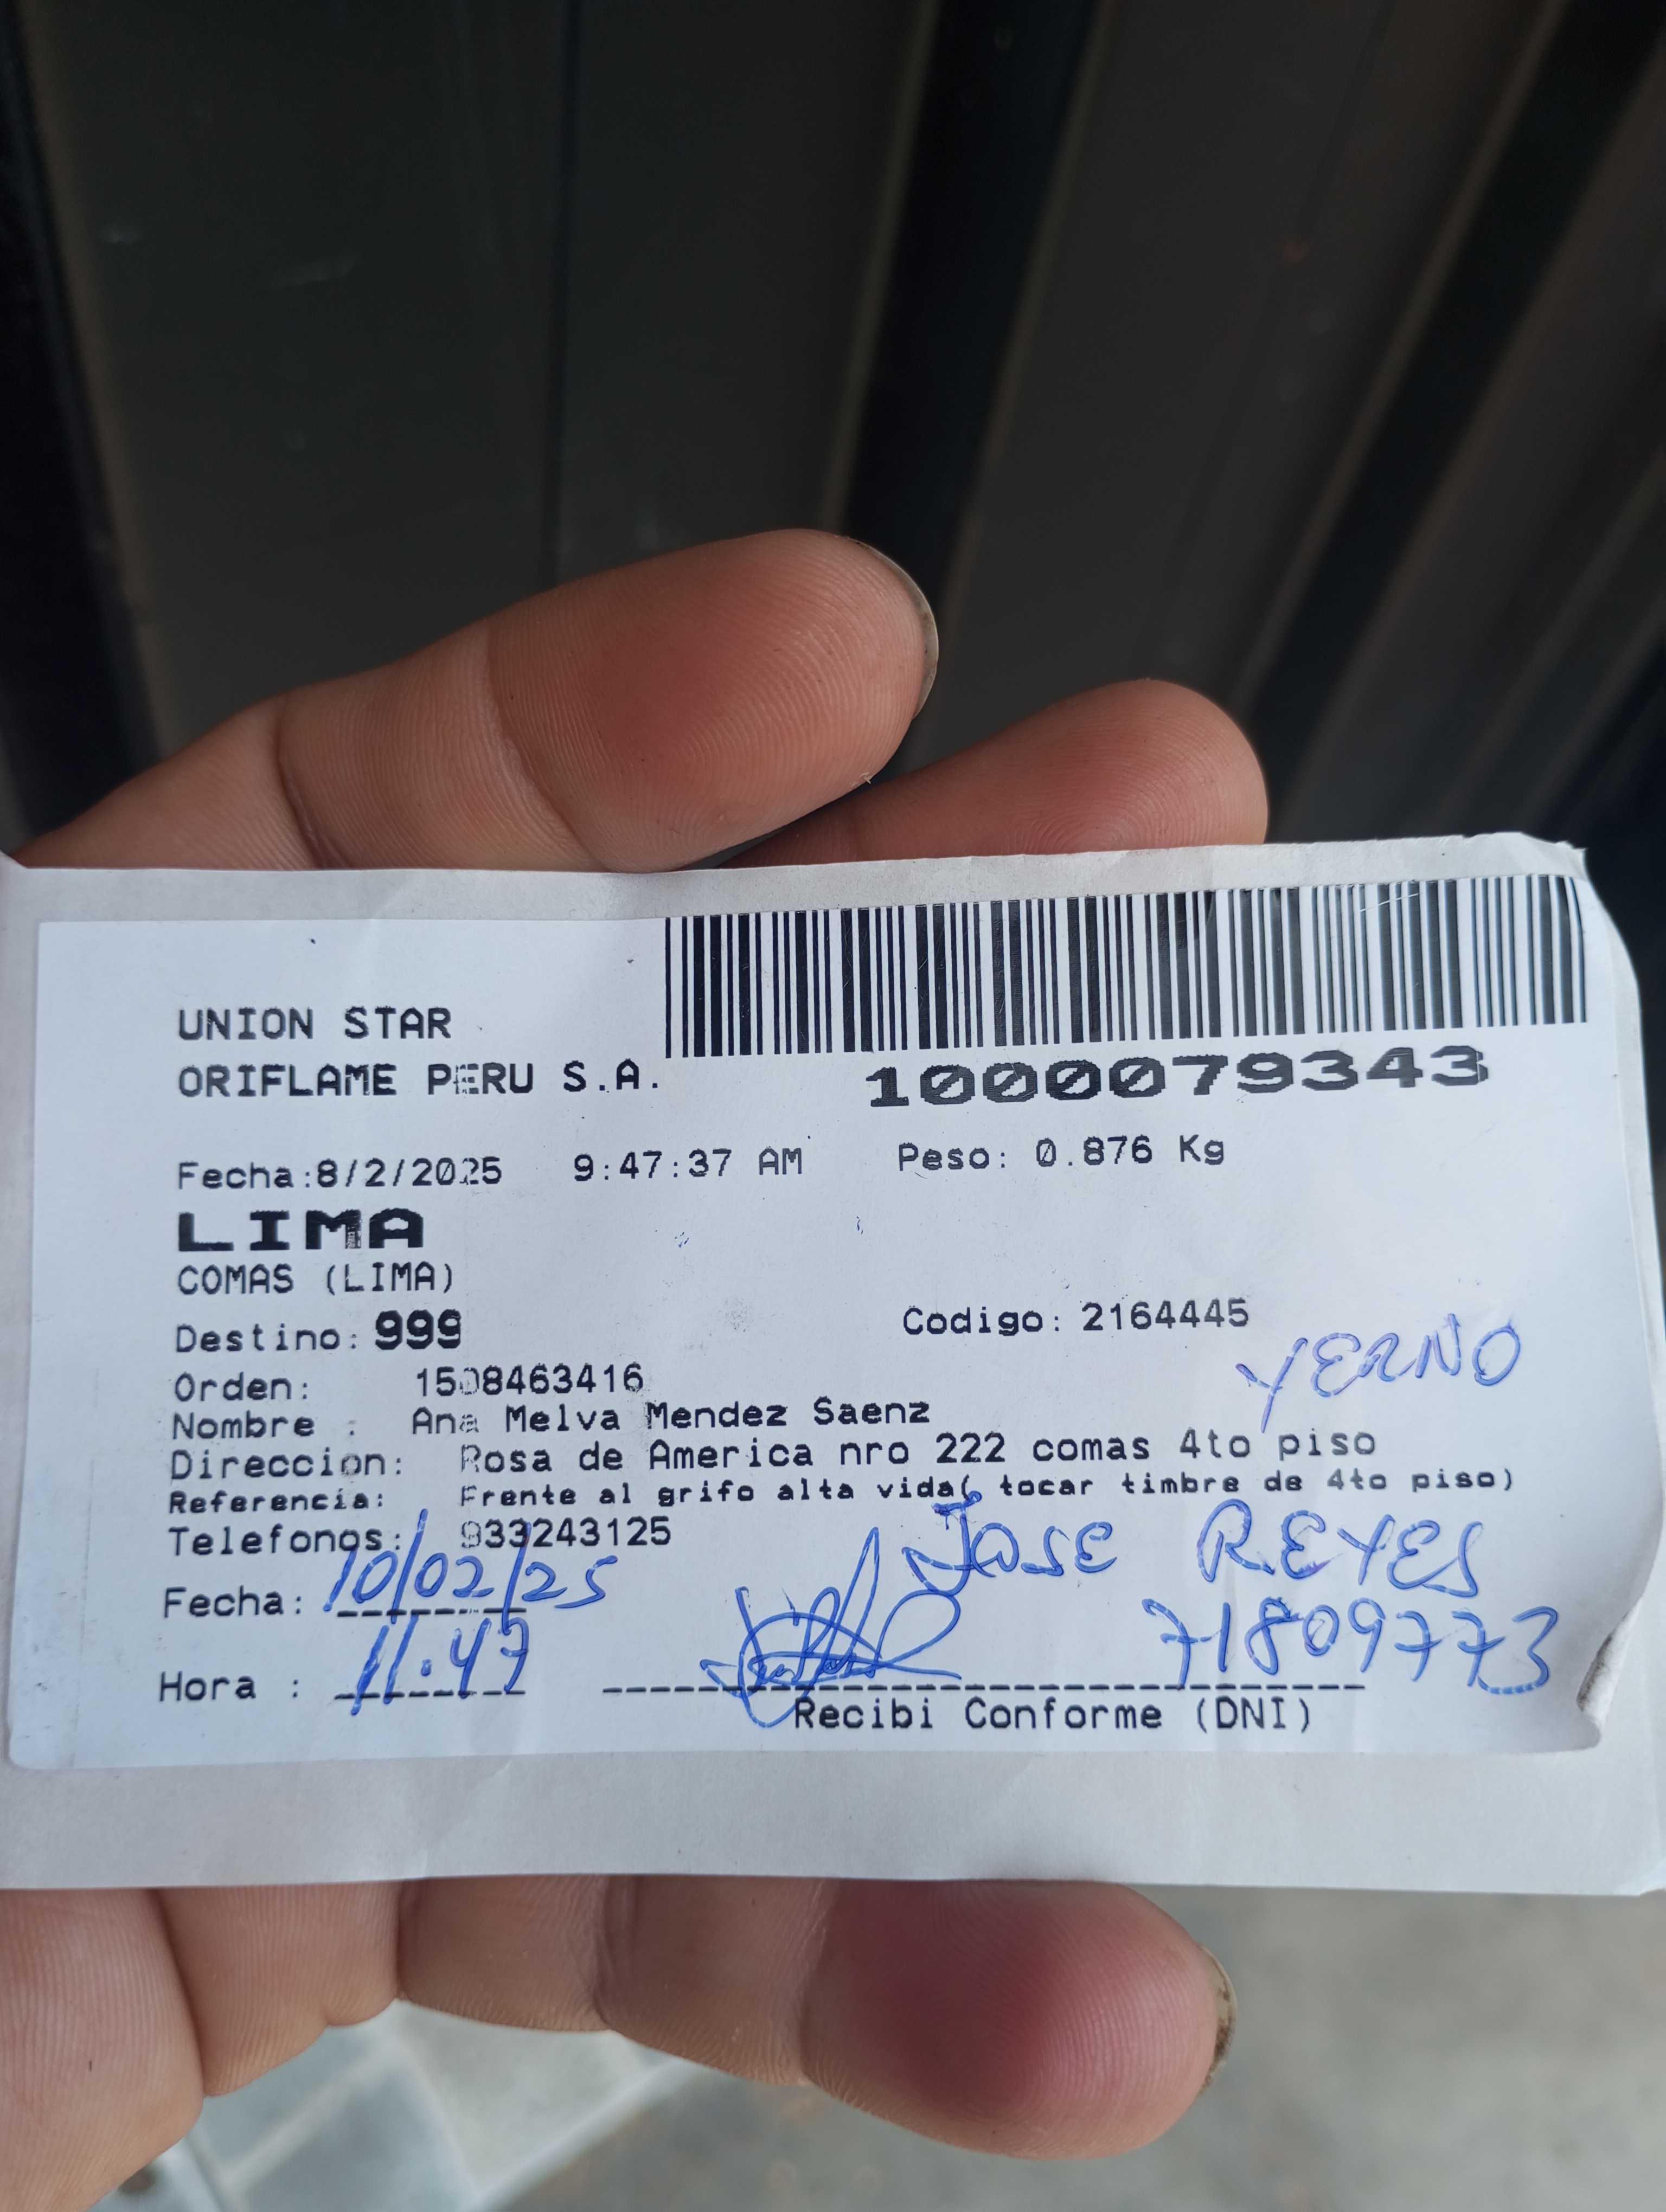 UNION STAR
ORIFLAME PERU S.A.
1000079343
Fecha:8/2/2025 9:47:37 AM Peso: 0.876 Kg
LIMA
COMAS (LIMA)
Destino: 999 Codigo: 2164445
YERNO
Orden: 1508463416
Nombre : Ana Melva Mendez Saenz
Direccion: Rosa de America nro 222 comas 4to piso
Referencia: Frente al grifo alta vida( tocar timbre de 4to piso)
Telefonos: 933243125
JOSE REYES
Fecha: 10/02/25
71809773
Hora : 11:47
Recibi Conforme (DNI)